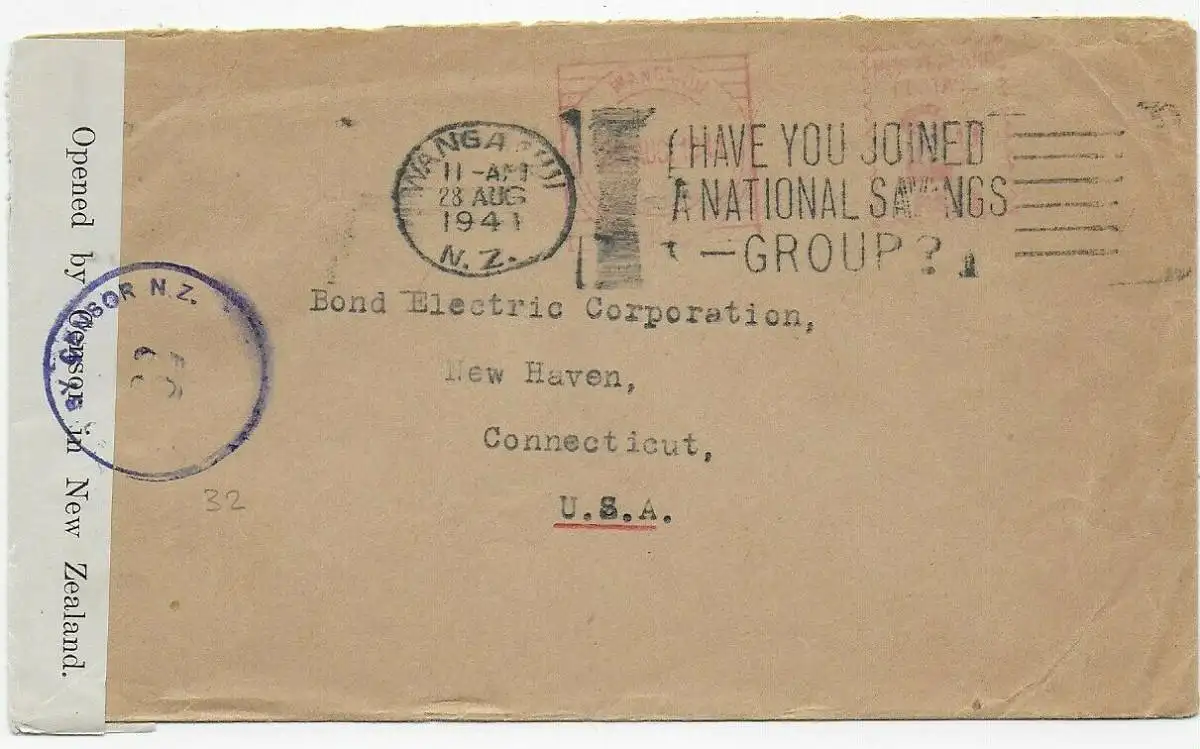 WANGANUI
11-AM
28 AUG
1941
N.Z.
HAVE YOU JOINED
A NATIONAL SAVINGS
—GROUP?
WANGANUI
Bond Electric Corporation,
New Haven,
Connecticut,
U.S.A.
Opened by Censor in New Zealand.
CENSOR N.Z.
32